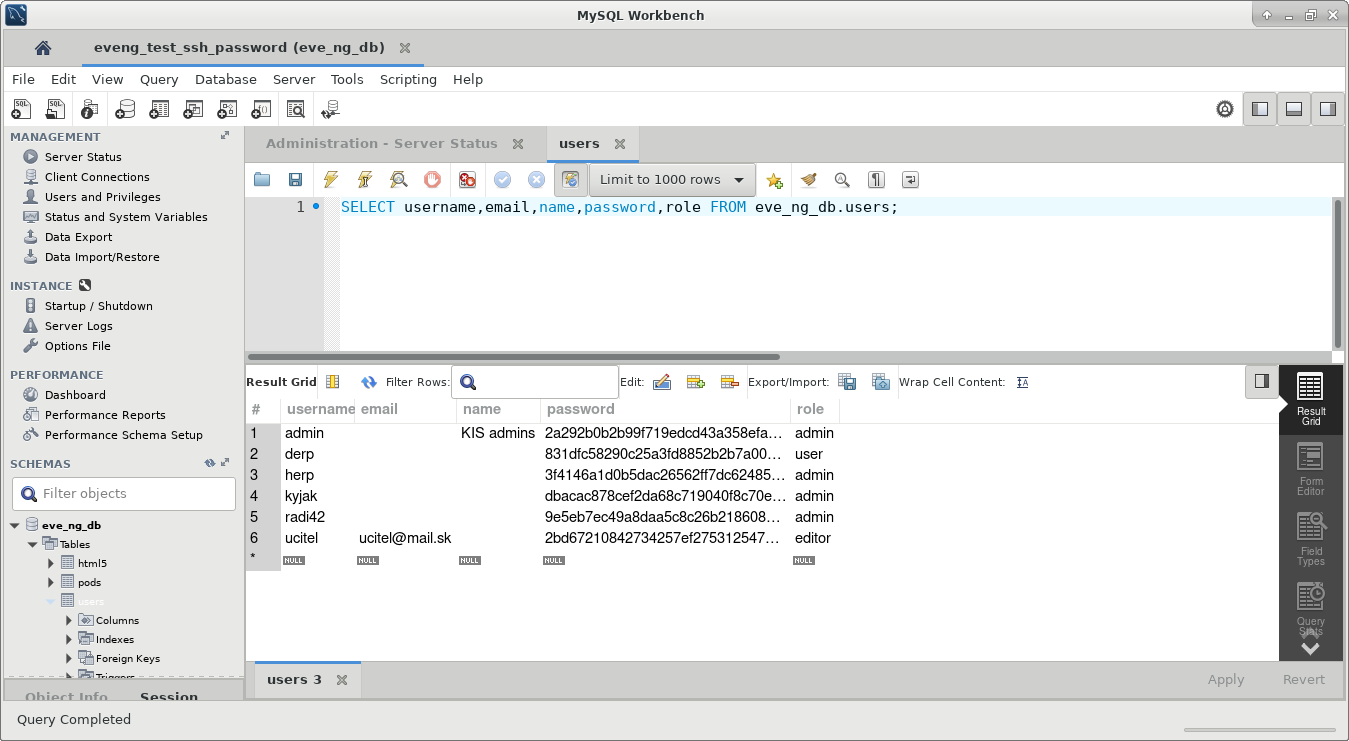 MySQL Workbench
eveng_test_ssh_password (eve_ng_db)
File Edit View Query Database Server Tools Scripting Help
MANAGEMENT
Server Status
Client Connections
Users and Privileges
Status and System Variables
Data Export
Data Import/Restore
INSTANCE
Startup / Shutdown
Server Logs
Options File
PERFORMANCE
Dashboard
Performance Reports
Performance Schema Setup
SCHEMAS
Filter objects
eve_ng_db
Tables
html5
pods
users
Columns
Indexes
Foreign Keys
Triggers
Object Info Session
Administration - Server Status users
Limit to 1000 rows
1 SELECT username,email,name,password,role FROM eve_ng_db.users;
Result Grid Filter Rows: Edit: Export/Import: Wrap Cell Content:
# username email name password role
1 admin KIS admins 2a292b0b2b99f719edcd43a358efa... admin
2 derp 831dfc58290c25a3fd8852b2b7a00... user
3 herp 3f4146a1d0b5dac26562ff7dc62485... admin
4 kyjak dbacac878cef2da68c719040f8c70e... admin
5 radi42 9e5eb7ec49a8daa5c8c26b218608... admin
6 ucitel ucitel@mail.sk 2bd67210842734257ef275312547... editor
* NULL NULL NULL NULL NULL
Result
Grid
Form
Editor
Field
Types
Query
Stats
users 3
Apply Revert
Query Completed